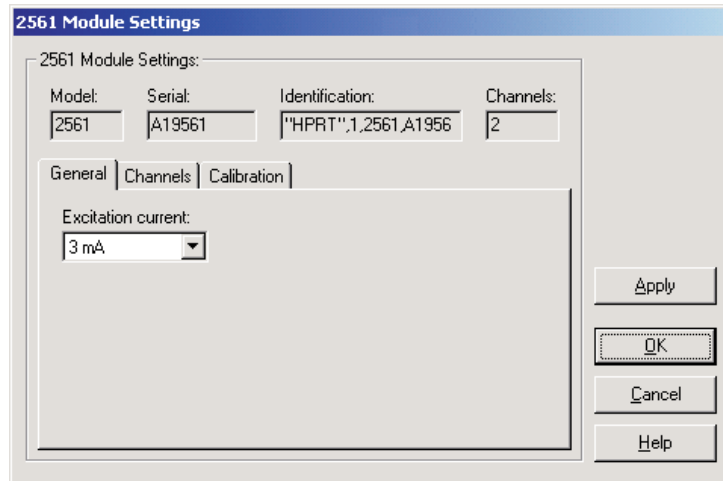 2561 Module Settings
2561 Module Settings:
Model: Serial: Identification: Channels:
2561 A19561 "HPRT",1,2561,A1956 2
General Channels Calibration
Excitation current:
3 mA
Apply
OK
Cancel
Help